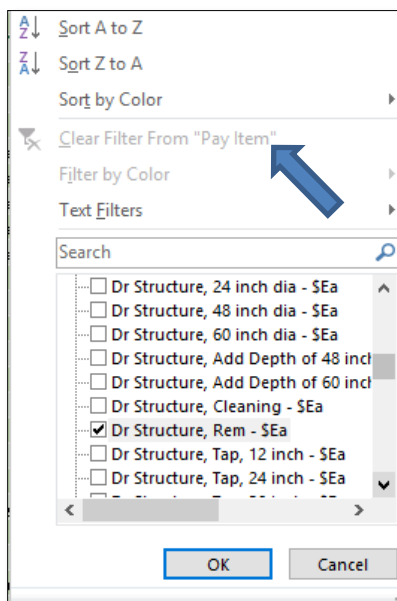 Sort A to Z
Sort Z to A
Sort by Color
Clear Filter From "Pay Item"
Filter by Color
Text Filters
Search
Dr Structure, 24 inch dia - $Ea
Dr Structure, 48 inch dia - $Ea
Dr Structure, 60 inch dia - $Ea
Dr Structure, Add Depth of 48 inch
Dr Structure, Add Depth of 60 inch
Dr Structure, Cleaning - $Ea
Dr Structure, Rem - $Ea
Dr Structure, Tap, 12 inch - $Ea
Dr Structure, Tap, 24 inch - $Ea
OK Cancel